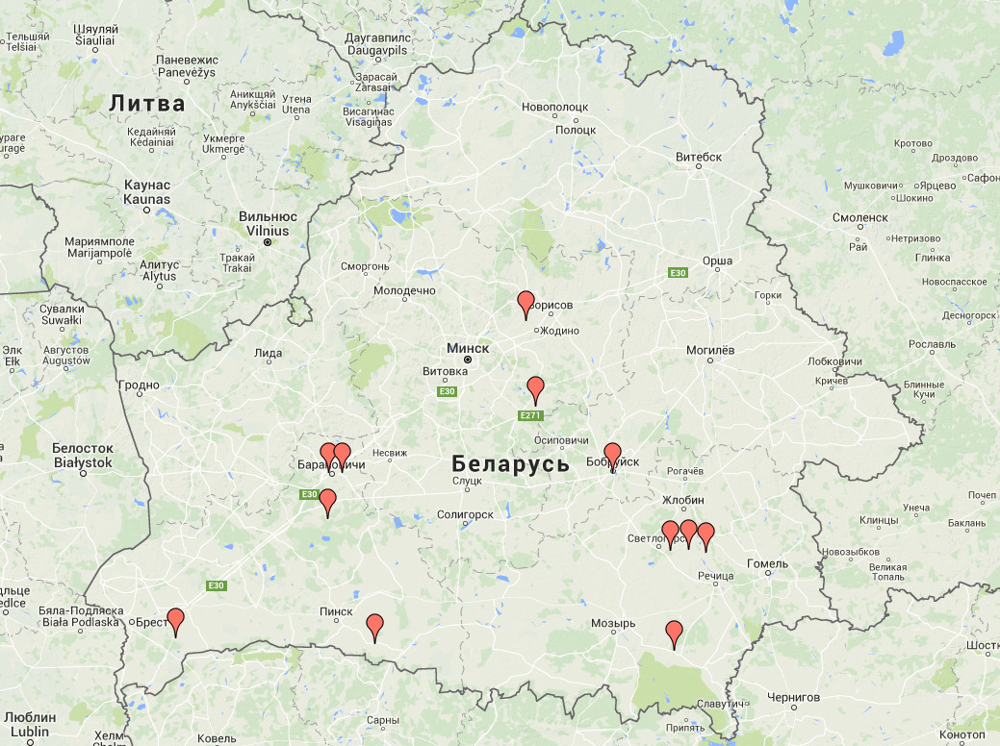 Шяуляй
Šiauliai
Тельшяй
Telšiai
Даугавпилс
Daugavpils
Паневежис
Panevėžys
Зарасай
Zarasai
Литва
Аникщяй
Anykščiai
Утена
Utena
Висагинас
Visaginas
Новополоцк
Полоцк
Кедайняй
Kėdainiai
Укмерге
Ukmergė
Витебск
Кротово
Дроздово
Каунас
Kaunas
Мушковичи
Ярцево
Шокино
Вильнюс
Vilnius
Смоленск
Мариямполе
Marijampolė
Тракай
Trakai
Рай
Нетризово
Глинка
Алитус
Alytus
Сморгонь
Орша
E30
Молодечно
Новоспасское
Горки
Сувалки
Suwałki
Борисов
Жодино
Десногорск
Элк
Ełk
Августов
Augustów
Лида
Минск
Витовка
Могилёв
Рославль
Лобковичи
Кричев
Гродно
E30
Блинные
Кучи
E271
Белосток
Białystok
Барановичи
Несвиж
Беларусь
Осиповичи
Бобруйск
Рогачёв
Слуцк
E30
Солигорск
Жлобин
Почеп
Унеча
Клинцы
Баклань
Светлогорск
Новозыбков
Великая
Топаль
Гомель
Речица
E30
Бяла-Подляска
Biała Podlaska
Брест
Пинск
Мозырь
Чернигов
Славутич
Люблин
Lublin
Сарны
Припять
Хелм
Chełm
Ковель
Конотоп